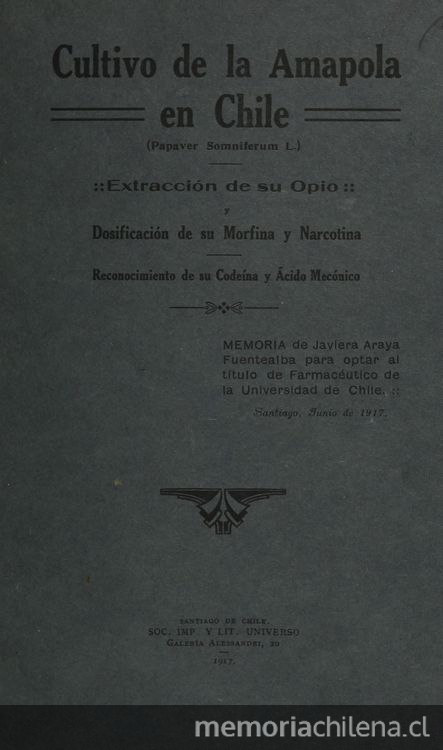 Cultivo de la Amapola
en Chile
(Papaver Somniferum L.)
::Extracción de su Opio::
y
Dosificación de su Morfina y Narcotina
Reconocimiento de su Codeína y Ácido Mecónico
MEMORIA de Javiera Araya
Fuentealba para optar al
título de Farmacéutico de
la Universidad de Chile. ::
Santiago, Junio de 1917.
SANTIAGO DE CHILE.
SOC. IMP. Y LIT. UNIVERSO
GALERÍA ALESSANDRI, 20
1917.
memoriachilena.cl